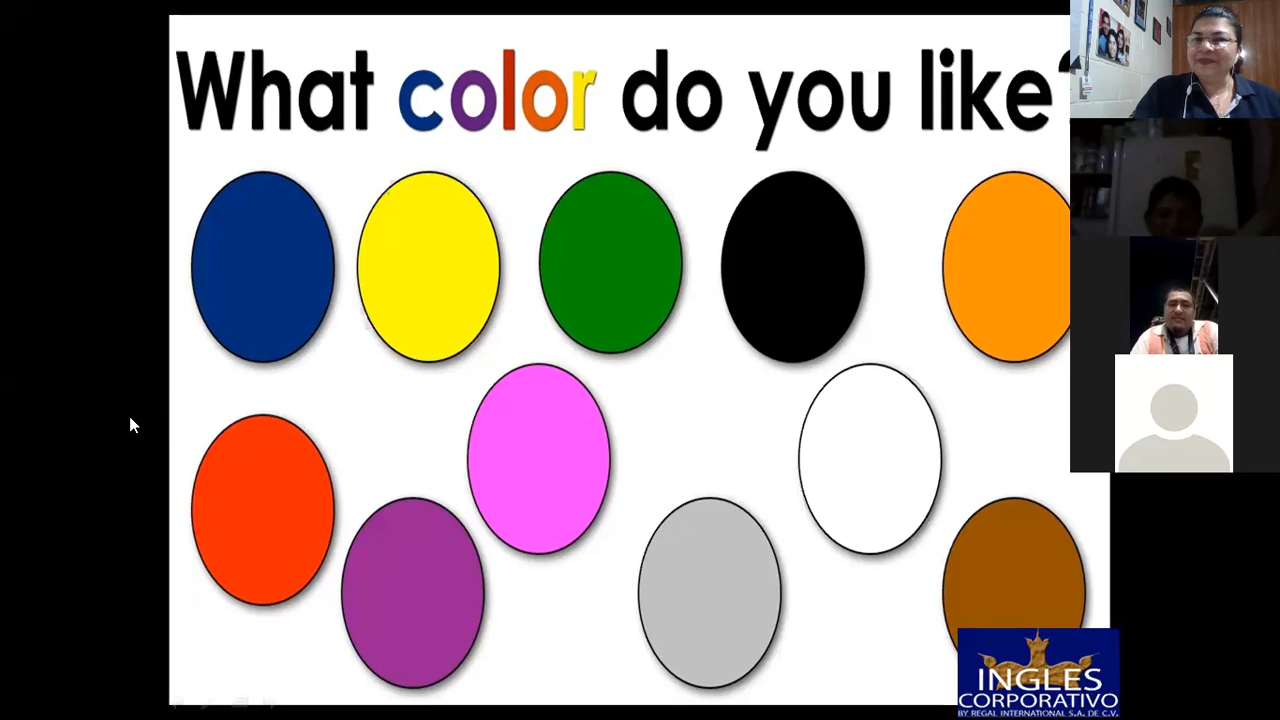 What color do you like?
INGLES
CORPORATIVO
BY REGAL INTERNATIONAL S.A. DE C.V.